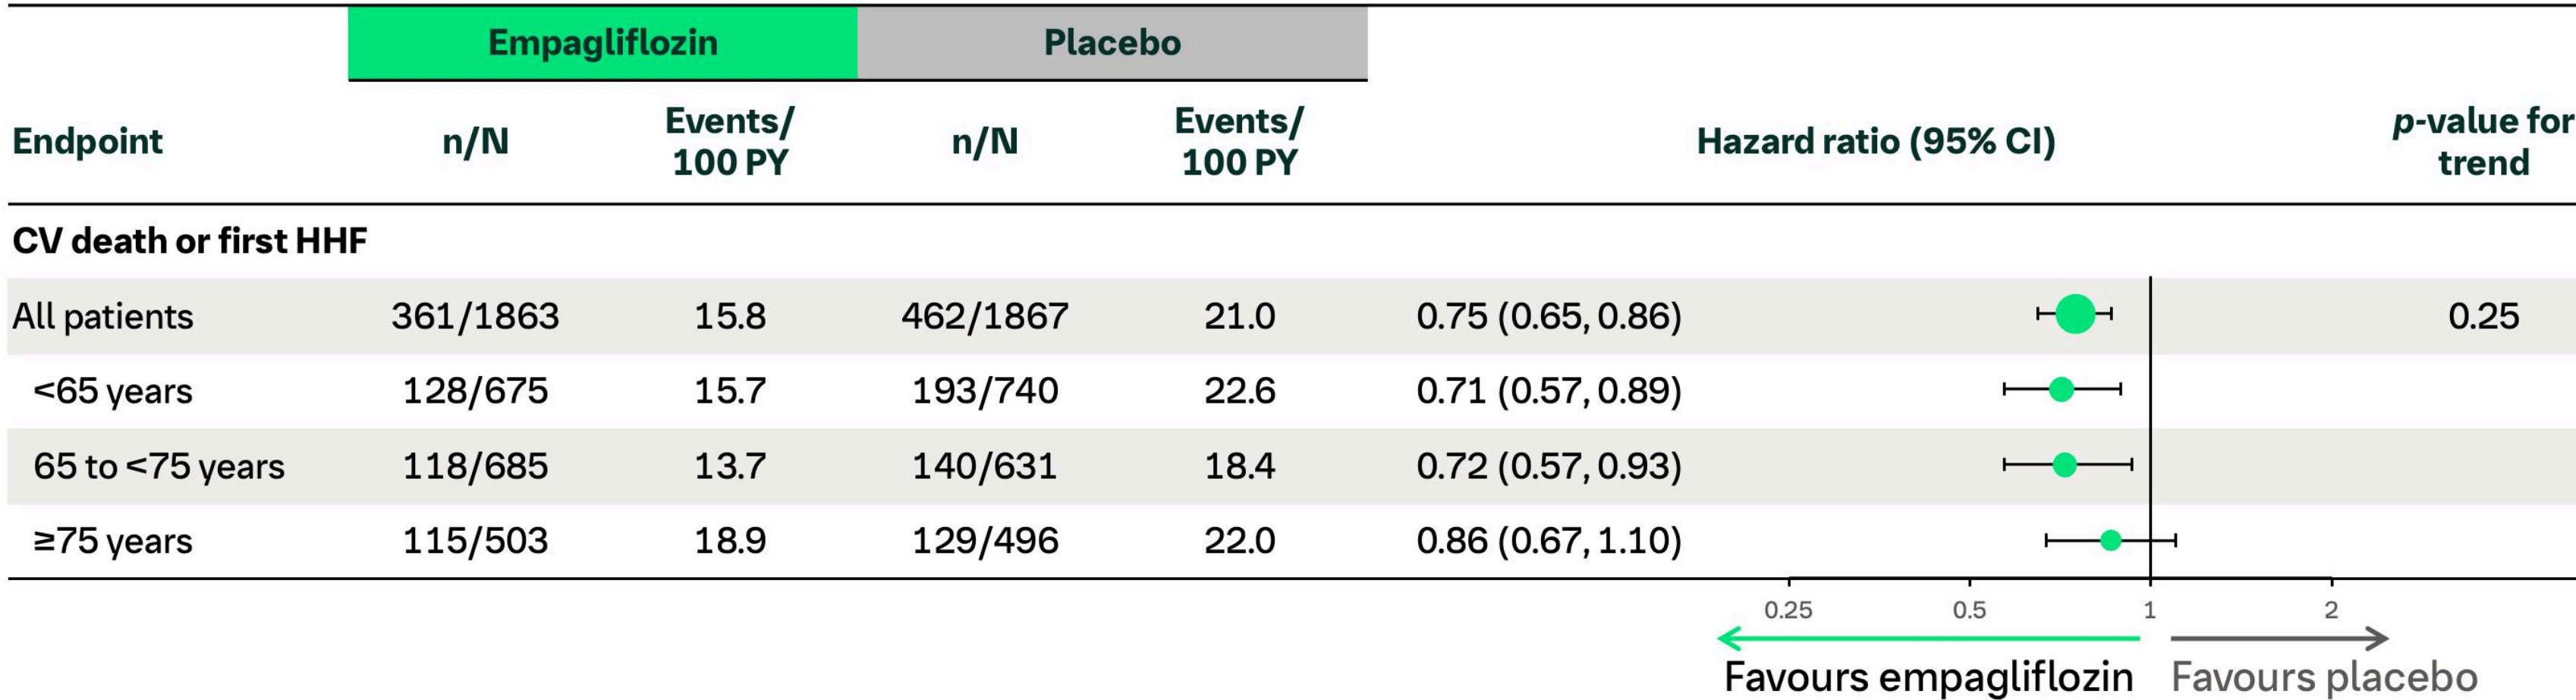 Empagliflozin Placebo
Endpoint n/N Events/ 100 PY n/N Events/ 100 PY Hazard ratio (95% CI) p-value for trend
CV death or first HHF
All patients 361/1863 15.8 462/1867 21.0 0.75 (0.65, 0.86) 0.25
<65 years 128/675 15.7 193/740 22.6 0.71 (0.57, 0.89)
65 to <75 years 118/685 13.7 140/631 18.4 0.72 (0.57, 0.93)
≥75 years 115/503 18.9 129/496 22.0 0.86 (0.67, 1.10)
0.25 0.5 1 2
Favours empagliflozin Favours placebo